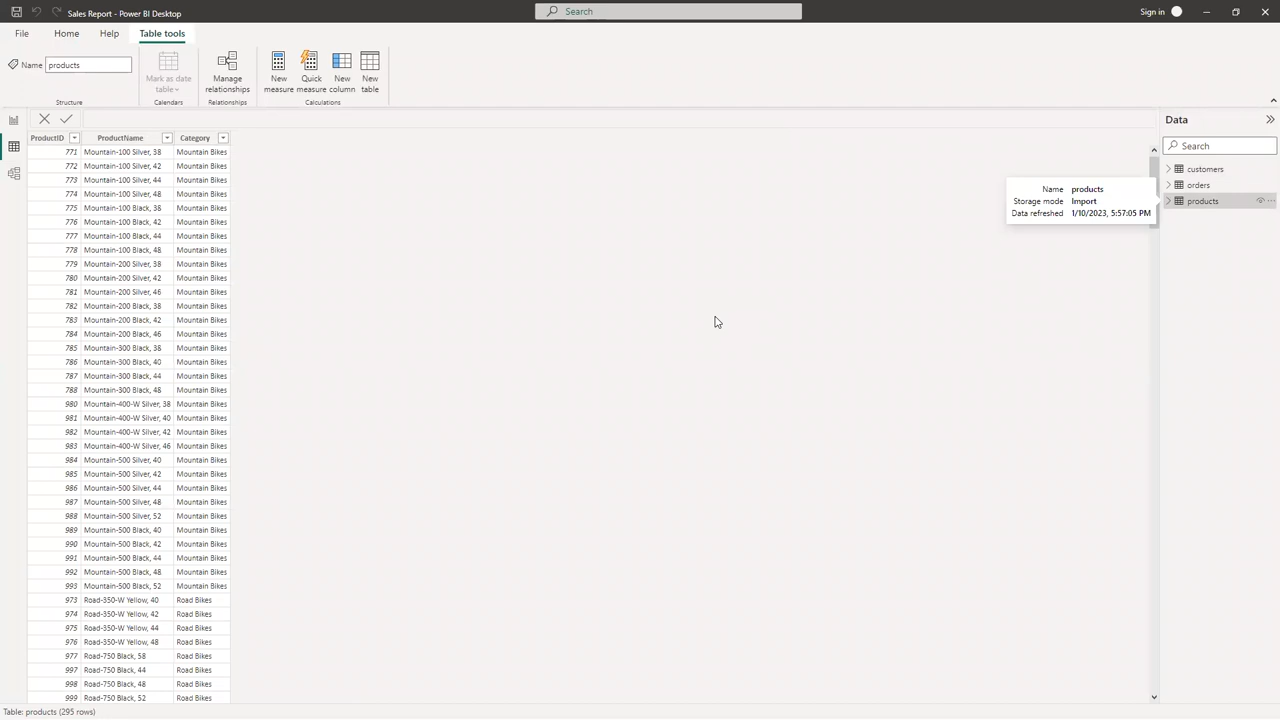 Sales Report - Power BI Desktop
Search
Sign in
File
Home
Help
Table tools
Name
products
Structure
Mark as date table
Calendars
Manage relationships
Relationships
New measure
Quick measure
New column
New table
Calculations
ProductID ProductName Category
771 Mountain-100 Silver, 38 Mountain Bikes
772 Mountain-100 Silver, 42 Mountain Bikes
773 Mountain-100 Silver, 44 Mountain Bikes
774 Mountain-100 Silver, 48 Mountain Bikes
775 Mountain-100 Black, 38 Mountain Bikes
776 Mountain-100 Black, 42 Mountain Bikes
777 Mountain-100 Black, 44 Mountain Bikes
778 Mountain-100 Black, 48 Mountain Bikes
779 Mountain-200 Silver, 38 Mountain Bikes
780 Mountain-200 Silver, 42 Mountain Bikes
781 Mountain-200 Silver, 46 Mountain Bikes
782 Mountain-200 Black, 38 Mountain Bikes
783 Mountain-200 Black, 42 Mountain Bikes
784 Mountain-200 Black, 46 Mountain Bikes
785 Mountain-300 Black, 38 Mountain Bikes
786 Mountain-300 Black, 40 Mountain Bikes
787 Mountain-300 Black, 44 Mountain Bikes
788 Mountain-300 Black, 48 Mountain Bikes
980 Mountain-400-W Silver, 38 Mountain Bikes
981 Mountain-400-W Silver, 40 Mountain Bikes
982 Mountain-400-W Silver, 42 Mountain Bikes
983 Mountain-400-W Silver, 46 Mountain Bikes
984 Mountain-500 Silver, 40 Mountain Bikes
985 Mountain-500 Silver, 42 Mountain Bikes
986 Mountain-500 Silver, 44 Mountain Bikes
987 Mountain-500 Silver, 48 Mountain Bikes
988 Mountain-500 Silver, 52 Mountain Bikes
989 Mountain-500 Black, 40 Mountain Bikes
990 Mountain-500 Black, 42 Mountain Bikes
991 Mountain-500 Black, 44 Mountain Bikes
992 Mountain-500 Black, 48 Mountain Bikes
993 Mountain-500 Black, 52 Mountain Bikes
973 Road-350-W Yellow, 40 Road Bikes
974 Road-350-W Yellow, 42 Road Bikes
975 Road-350-W Yellow, 44 Road Bikes
976 Road-350-W Yellow, 48 Road Bikes
977 Road-750 Black, 58 Road Bikes
997 Road-750 Black, 44 Road Bikes
998 Road-750 Black, 48 Road Bikes
999 Road-750 Black, 52 Road Bikes
Name products
Storage mode Import
Data refreshed 1/10/2023, 5:57:05 PM
Data
Search
customers
orders
products
Table: products (295 rows)